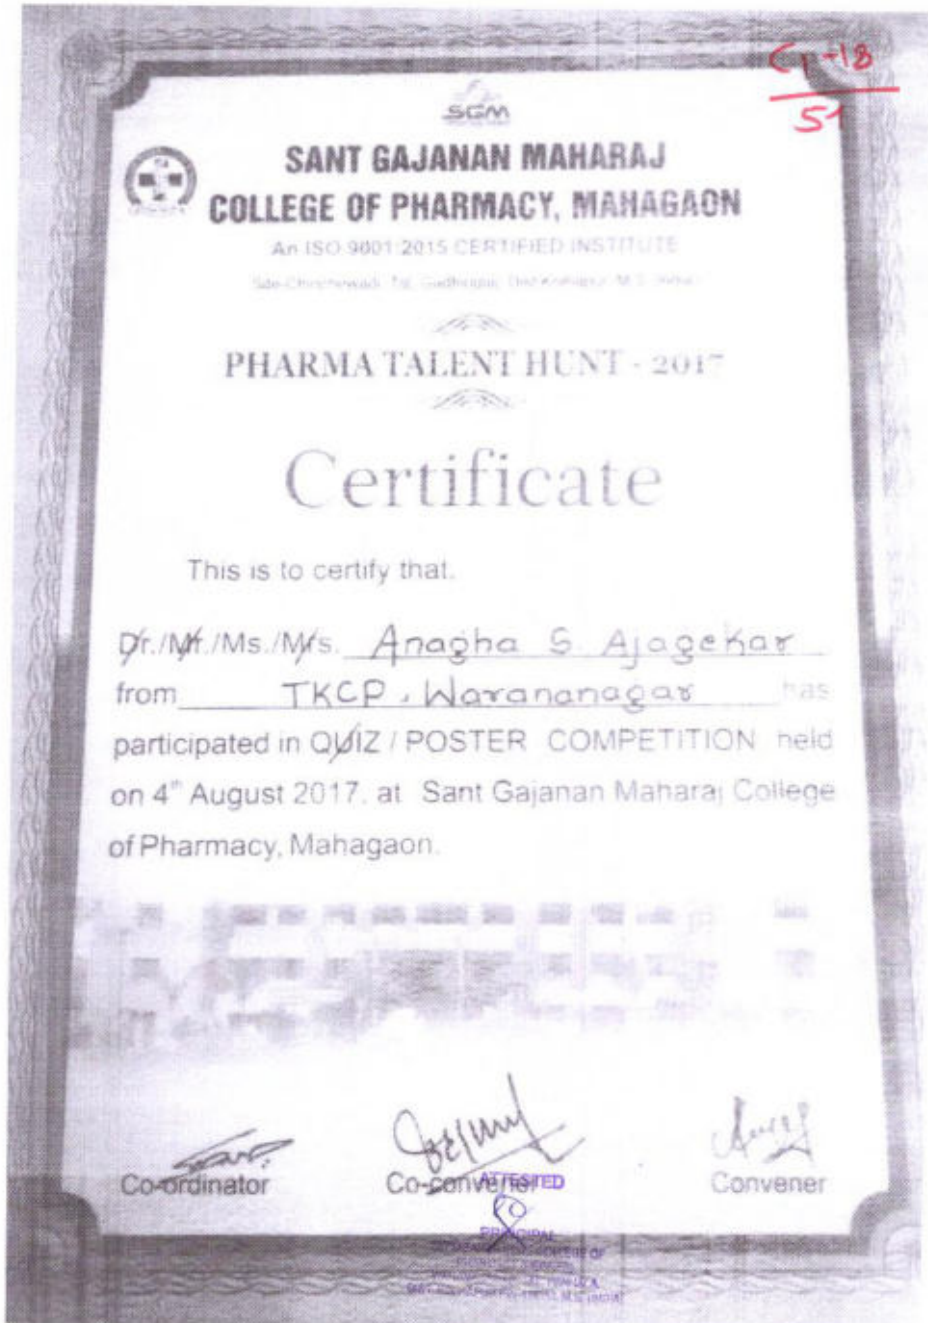 C1-18
51
SGM
SANT GAJANAN MAHARAJ
COLLEGE OF PHARMACY, MAHAGAON
An ISO 9001:2015 CERTIFIED INSTITUTE
PHARMA TALENT HUNT - 2017
Certificate
This is to certify that.
Dr./Mr./Ms./Mrs. Anagha S. Ajagekar
from TKCP, Warananagar has
participated in QUIZ / POSTER COMPETITION held
on 4th August 2017. at Sant Gajanan Maharaj College
of Pharmacy, Mahagaon.
Co-ordinator Co-convener Convener
ATTESTED
PRINCIPAL